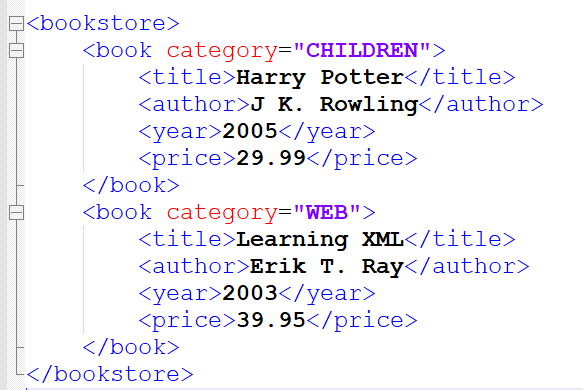 <bookstore>
<book category="CHILDREN">
<title>Harry Potter</title>
<author>J K. Rowling</author>
<year>2005</year>
<price>29.99</price>
</book>
<book category="WEB">
<title>Learning XML</title>
<author>Erik T. Ray</author>
<year>2003</year>
<price>39.95</price>
</book>
</bookstore>